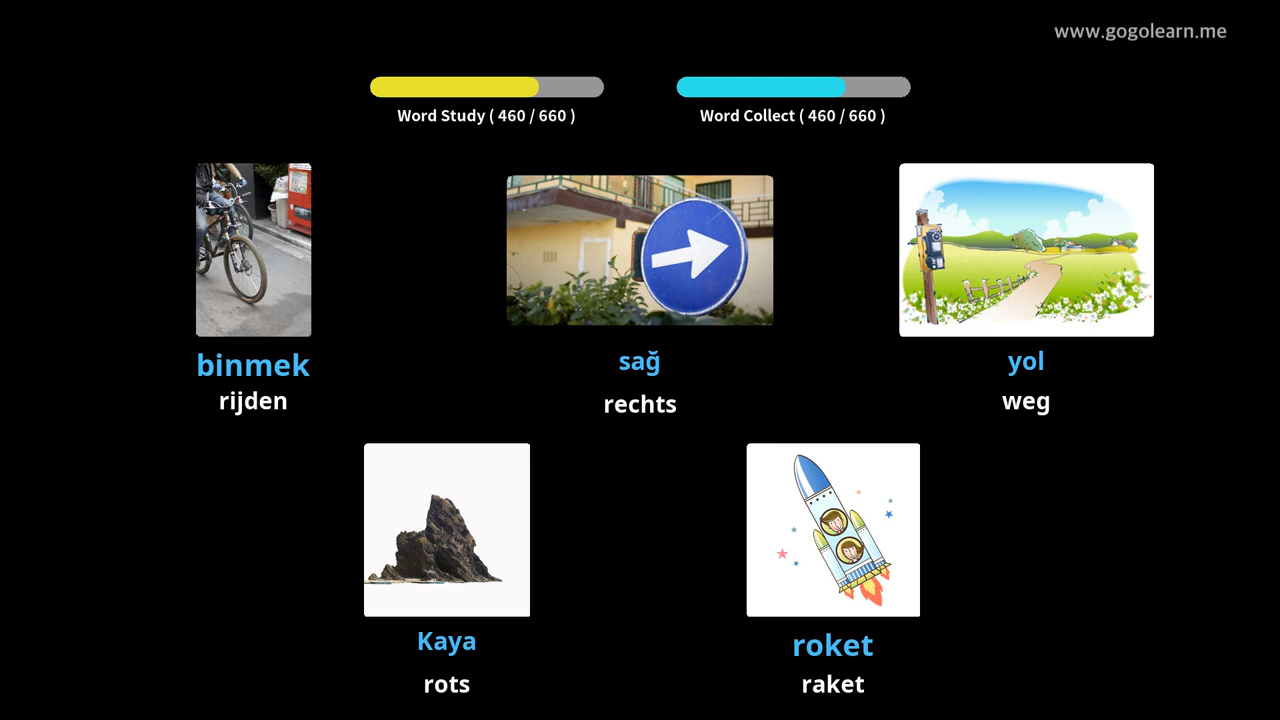 www.gogolearn.me
Word Study ( 460 / 660 )
Word Collect ( 460 / 660 )
binmek
rijden
sağ
rechts
yol
weg
Kaya
rots
roket
raket